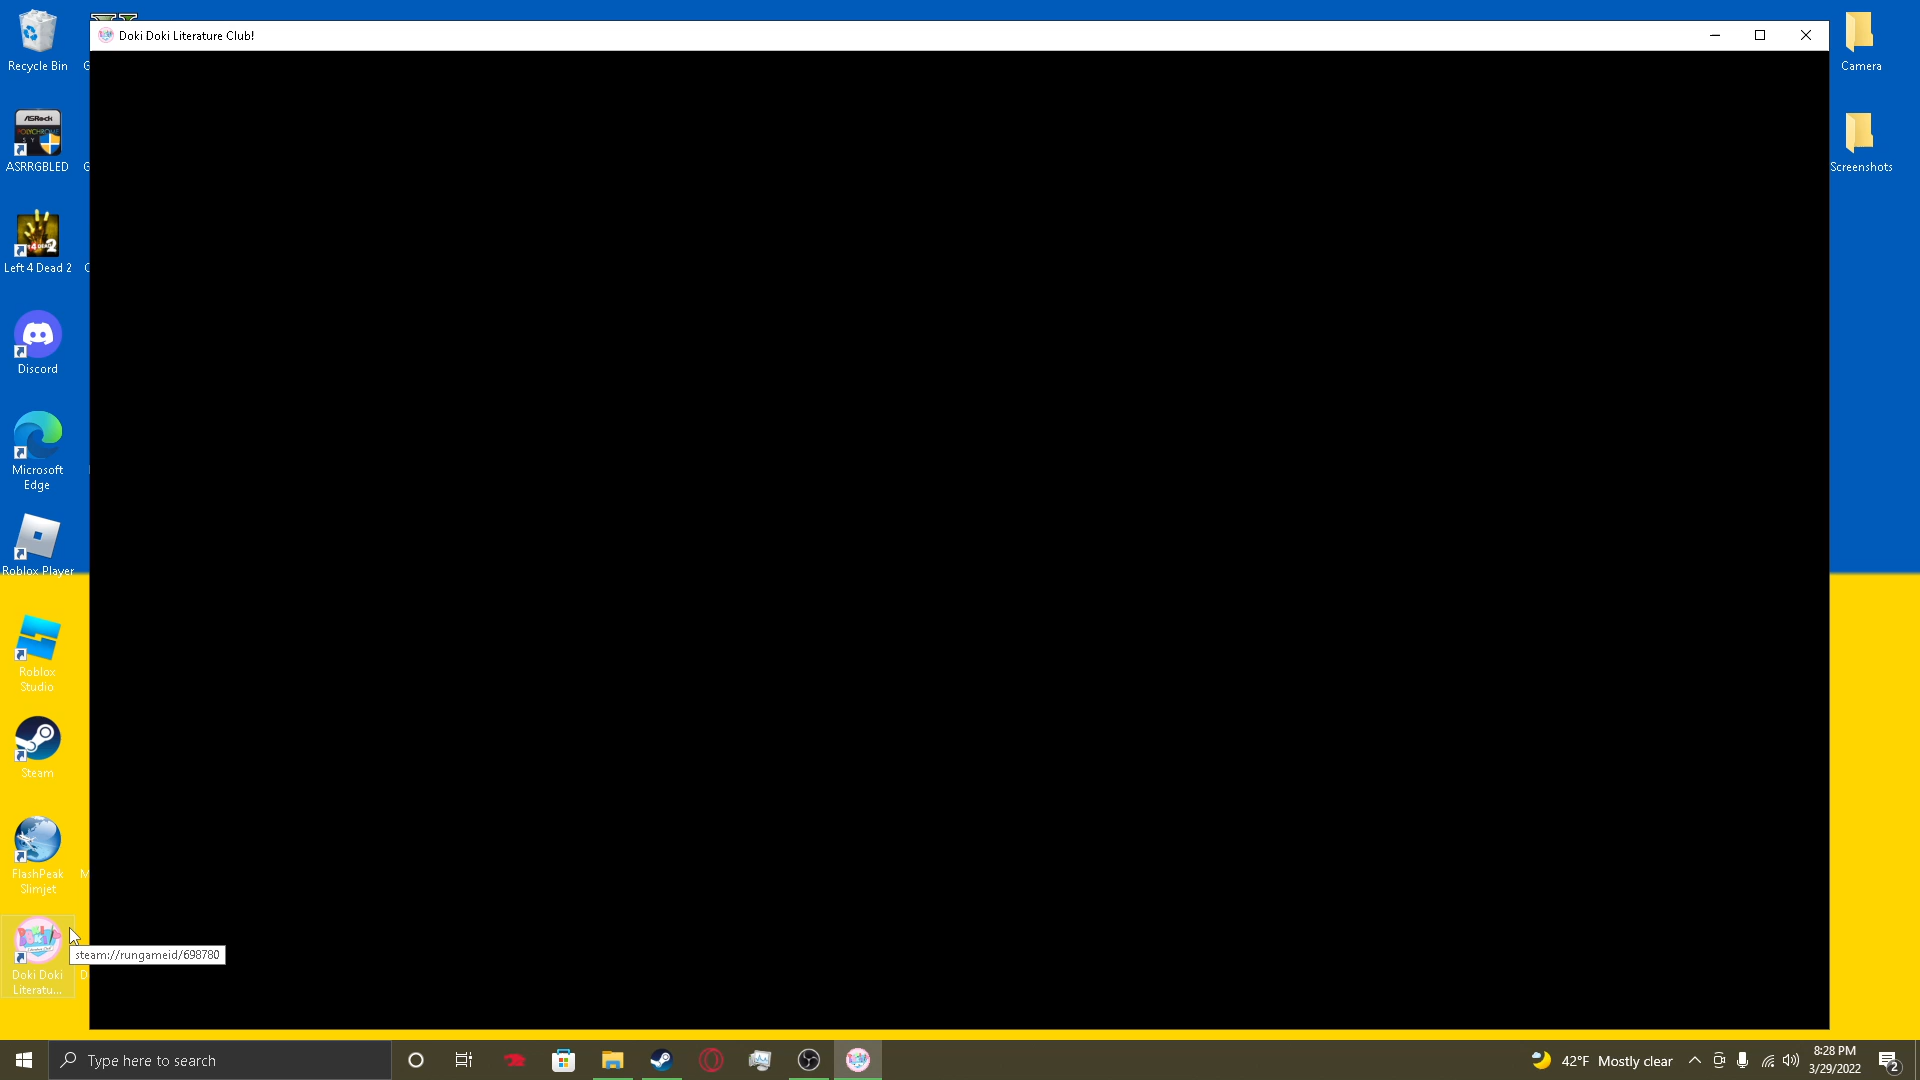 Doki Doki Literature Club!
Recycle Bin
ASRock
ASRRGBLED
Left 4 Dead 2
Discord
Microsoft
Edge
Roblox Player
Roblox
Studio
Steam
FlashPeak
Slimjet
Doki Doki
Literatu...
steam://rungameid/698780
Camera
Screenshots
Type here to search
42°F Mostly clear
8:28 PM
3/29/2022
2